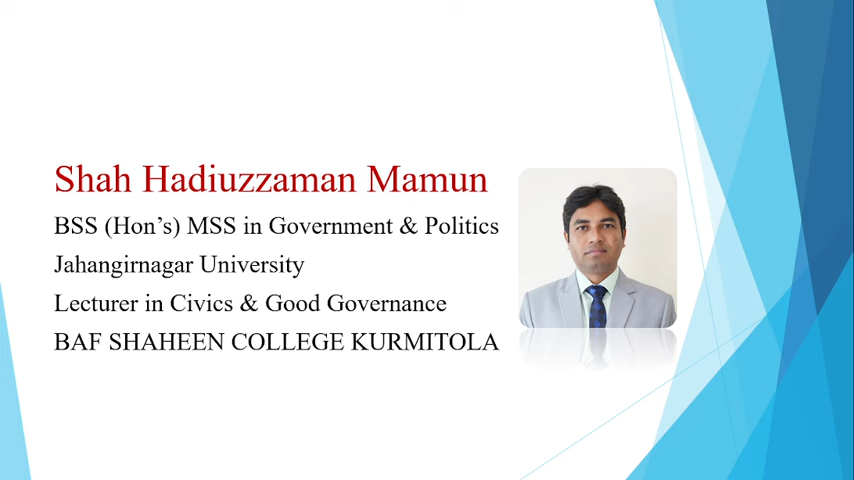 Shah Hadiuzzaman Mamun
BSS (Hon’s) MSS in Government & Politics
Jahangirnagar University
Lecturer in Civics & Good Governance
BAF SHAHEEN COLLEGE KURMITOLA